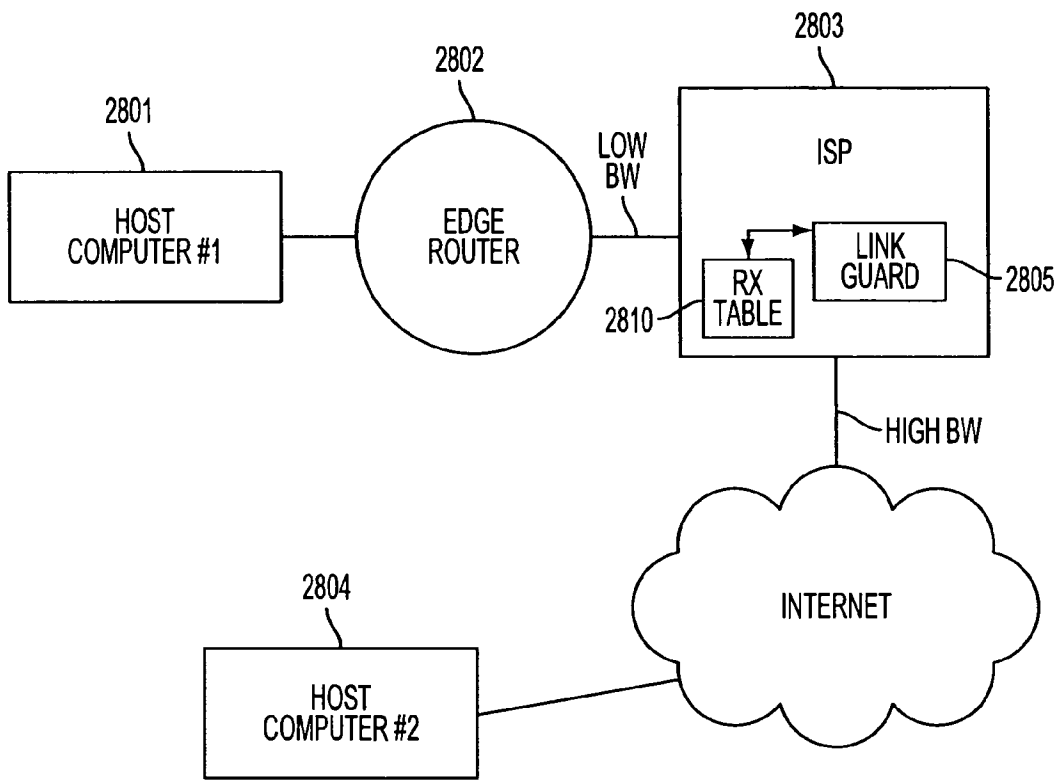 2803
2802
2801
LOW
BW
ISP
HOST
COMPUTER #1
EDGE
ROUTER
LINK
GUARD
2805
RX
TABLE
2810
HIGH BW
2804
INTERNET
HOST
COMPUTER #2